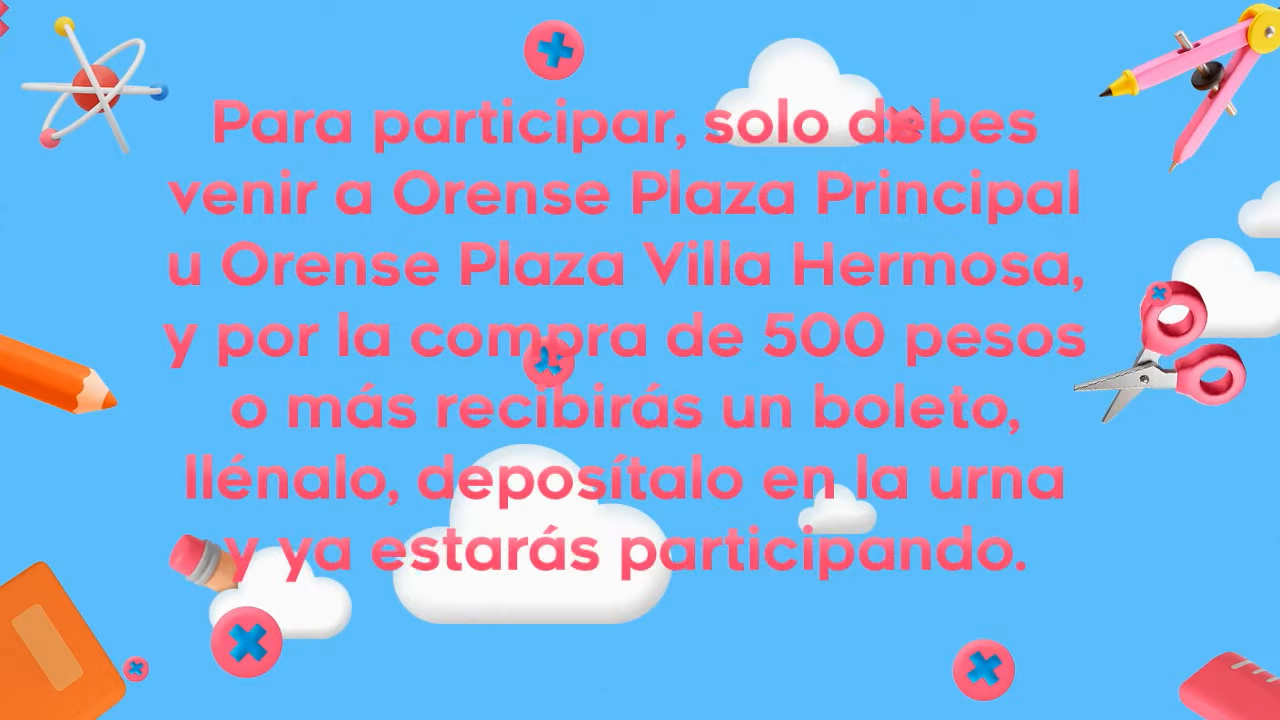 Para participar, solo debes
venir a Orense Plaza Principal
u Orense Plaza Villa Hermosa,
y por la compra de 500 pesos
o más recibirás un boleto,
llénalo, deposítalo en la urna
y ya estarás participando.